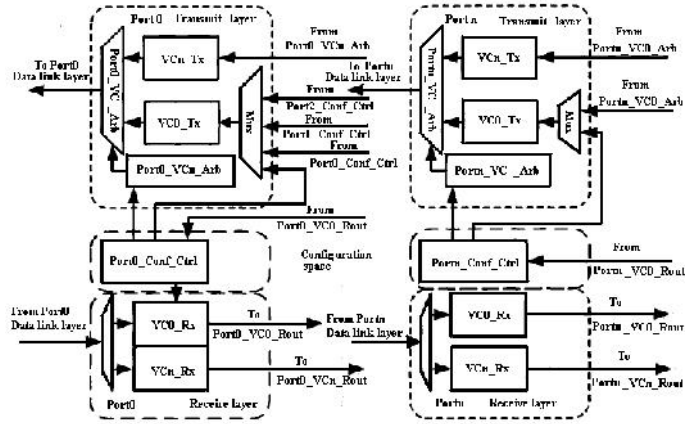 Port0 Transmit layer
From
Port0_VCn_Arb
To Port0
Data link layer
Port0_VC_Arb
VCn_Tx
VC0_Tx
Mux
From
Port2_Conf_Ctrl
From
Port1_Conf_Ctrl
From
Port0_Conf_Ctrl
Port0_VCn_Arb
From
Port0_VC0_Rout
Port0_Conf_Ctrl
Configuration
space
From Port0
Data link layer
VC0_Rx
To
Port0_VC0_Rout
VCn_Rx
To
Port0_VCn_Rout
Port0 Receive layer
Portn Transmit layer
From
Portn_VC0_Arb
To Portn
Data link layer
Portn_VC_Arb
VCn_Tx
VC0_Tx
Mux
From
Portn_VC0_Arb
Portn_VC_Arb
Portn_Conf_Ctrl
From
Portn_VC0_Rout
From Portn
Data link layer
VC0_Rx
To
Portn_VC0_Rout
VCn_Rx
To
Portn_VCn_Rout
Portn Receive layer